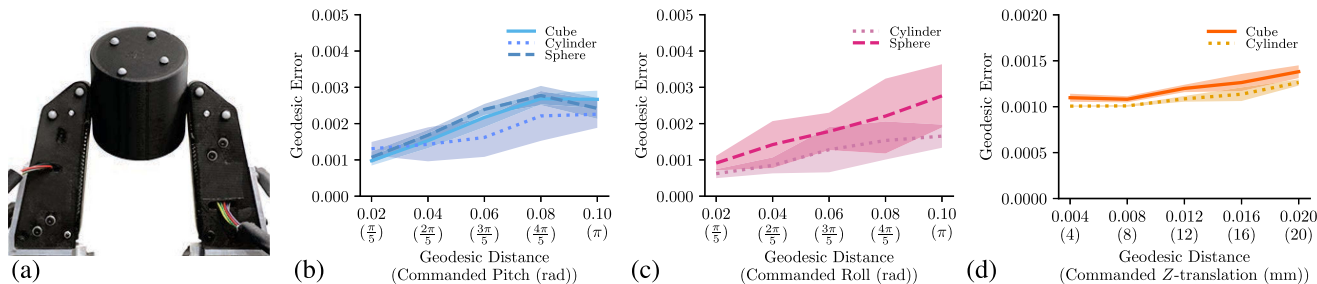 (a)
0.005
0.004
0.003
0.002
0.001
0.000
Geodesic Error
Cube
Cylinder
Sphere
0.02 0.04 0.06 0.08 0.10
(π/5) (2π/5) (3π/5) (4π/5) (π)
Geodesic Distance
(Commanded Pitch (rad))
(b)
0.005
0.004
0.003
0.002
0.001
0.000
Geodesic Error
Cylinder
Sphere
0.02 0.04 0.06 0.08 0.10
(π/5) (2π/5) (3π/5) (4π/5) (π)
Geodesic Distance
(Commanded Roll (rad))
(c)
0.0020
0.0015
0.0010
0.0005
0.0000
Geodesic Error
Cube
Cylinder
0.004 0.008 0.012 0.016 0.020
(4) (8) (12) (16) (20)
Geodesic Distance
(Commanded Z-translation (mm))
(d)